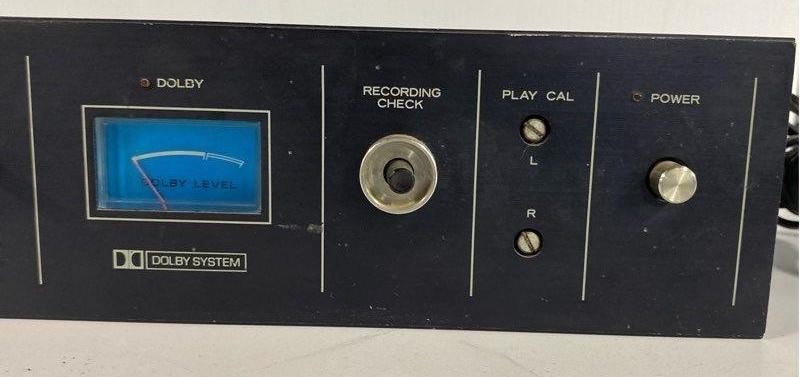 DOLBY
DOLBY LEVEL
DOLBY SYSTEM
RECORDING
CHECK
PLAY CAL
L
R
POWER